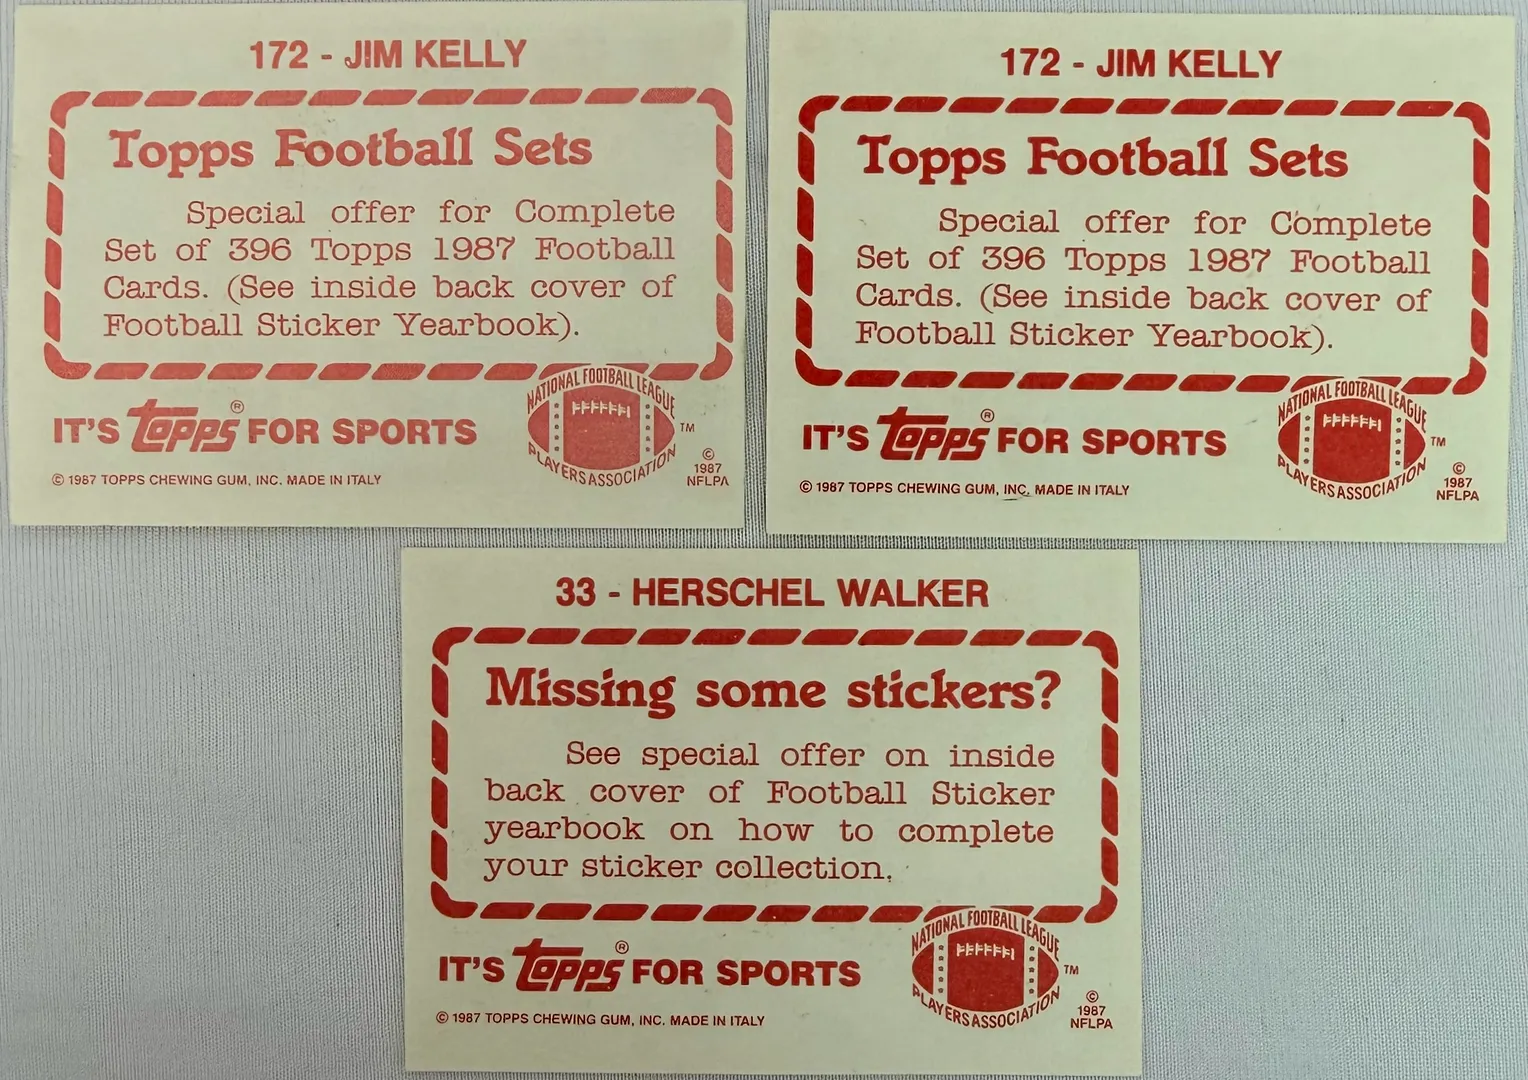 172 - JIM KELLY
Topps Football Sets
Special offer for Complete
Set of 396 Topps 1987 Football
Cards. (See inside back cover of
Football Sticker Yearbook).
IT'S Topps® FOR SPORTS
NATIONAL FOOTBALL LEAGUE
PLAYERS ASSOCIATION
TM
©
1987
NFLPA
© 1987 TOPPS CHEWING GUM, INC. MADE IN ITALY
172 - JIM KELLY
Topps Football Sets
Special offer for Complete
Set of 396 Topps 1987 Football
Cards. (See inside back cover of
Football Sticker Yearbook).
IT'S Topps® FOR SPORTS
NATIONAL FOOTBALL LEAGUE
PLAYERS ASSOCIATION
TM
©
1987
NFLPA
© 1987 TOPPS CHEWING GUM, INC. MADE IN ITALY
33 - HERSCHEL WALKER
Missing some stickers?
See special offer on inside
back cover of Football Sticker
yearbook on how to complete
your sticker collection.
IT'S Topps® FOR SPORTS
NATIONAL FOOTBALL LEAGUE
PLAYERS ASSOCIATION
TM
©
1987
NFLPA
© 1987 TOPPS CHEWING GUM, INC. MADE IN ITALY